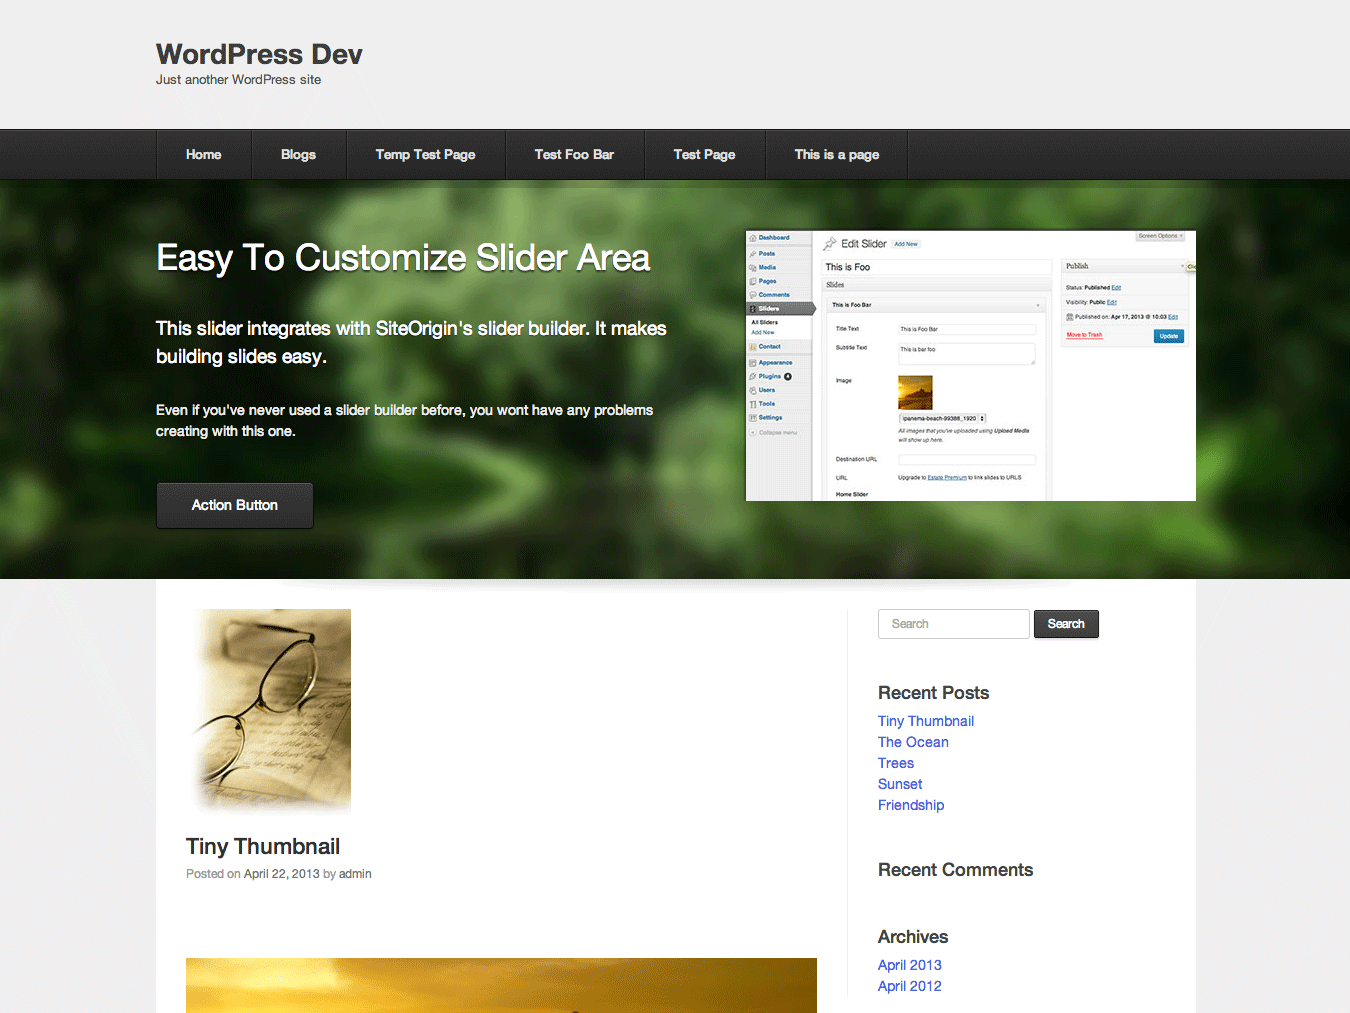 WordPress Dev
Just another WordPress site
Home
Blogs
Temp Test Page
Test Foo Bar
Test Page
This is a page
Easy To Customize Slider Area
This slider integrates with SiteOrigin's slider builder. It makes
building slides easy.
Even if you've never used a slider builder before, you wont have any problems
creating with this one.
Action Button
Dashboard
Posts
Media
Pages
Comments
Sliders
All Sliders
Add New
Contact
Appearance
Plugins 4
Users
Tools
Settings
Collapse menu
Edit Slider Add New
Screen Options
This is Foo
Slides
This is Foo Bar
Title Text
This is Foo Bar
Subtitle Text
This is bar foo
Image
ipanema-beach-99388_1920
All images that you've uploaded using Upload Media
will show up here.
Destination URL
URL
Upgrade to Estate Premium to link slides to URLS
Home Slider
Publish
Status: Published Edit
Visibility: Public Edit
Published on: Apr 17, 2013 @ 10:03 Edit
Move to Trash
Update
Tiny Thumbnail
Posted on April 22, 2013 by admin
Search
Search
Recent Posts
Tiny Thumbnail
The Ocean
Trees
Sunset
Friendship
Recent Comments
Archives
April 2013
April 2012